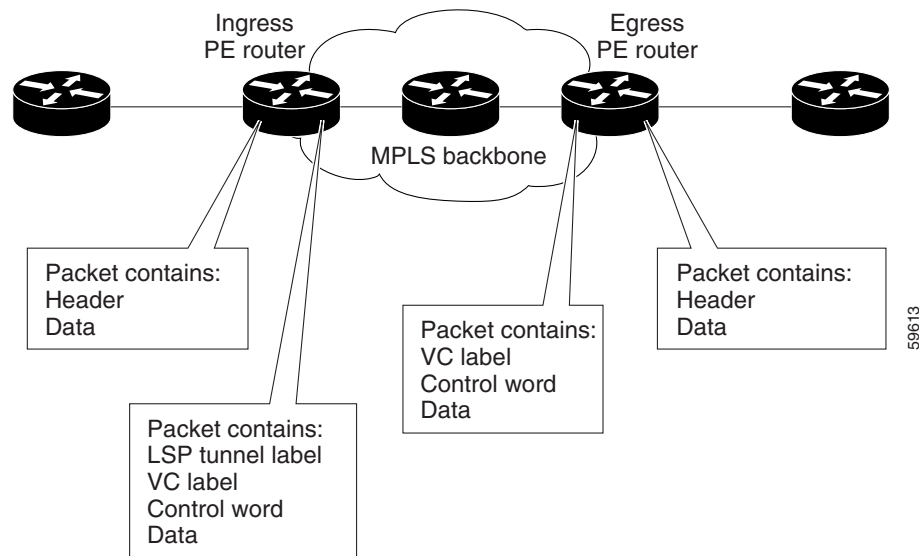 Ingress
PE router
Egress
PE router
MPLS backbone
Packet contains:
Header
Data
Packet contains:
LSP tunnel label
VC label
Control word
Data
Packet contains:
VC label
Control word
Data
Packet contains:
Header
Data
59613